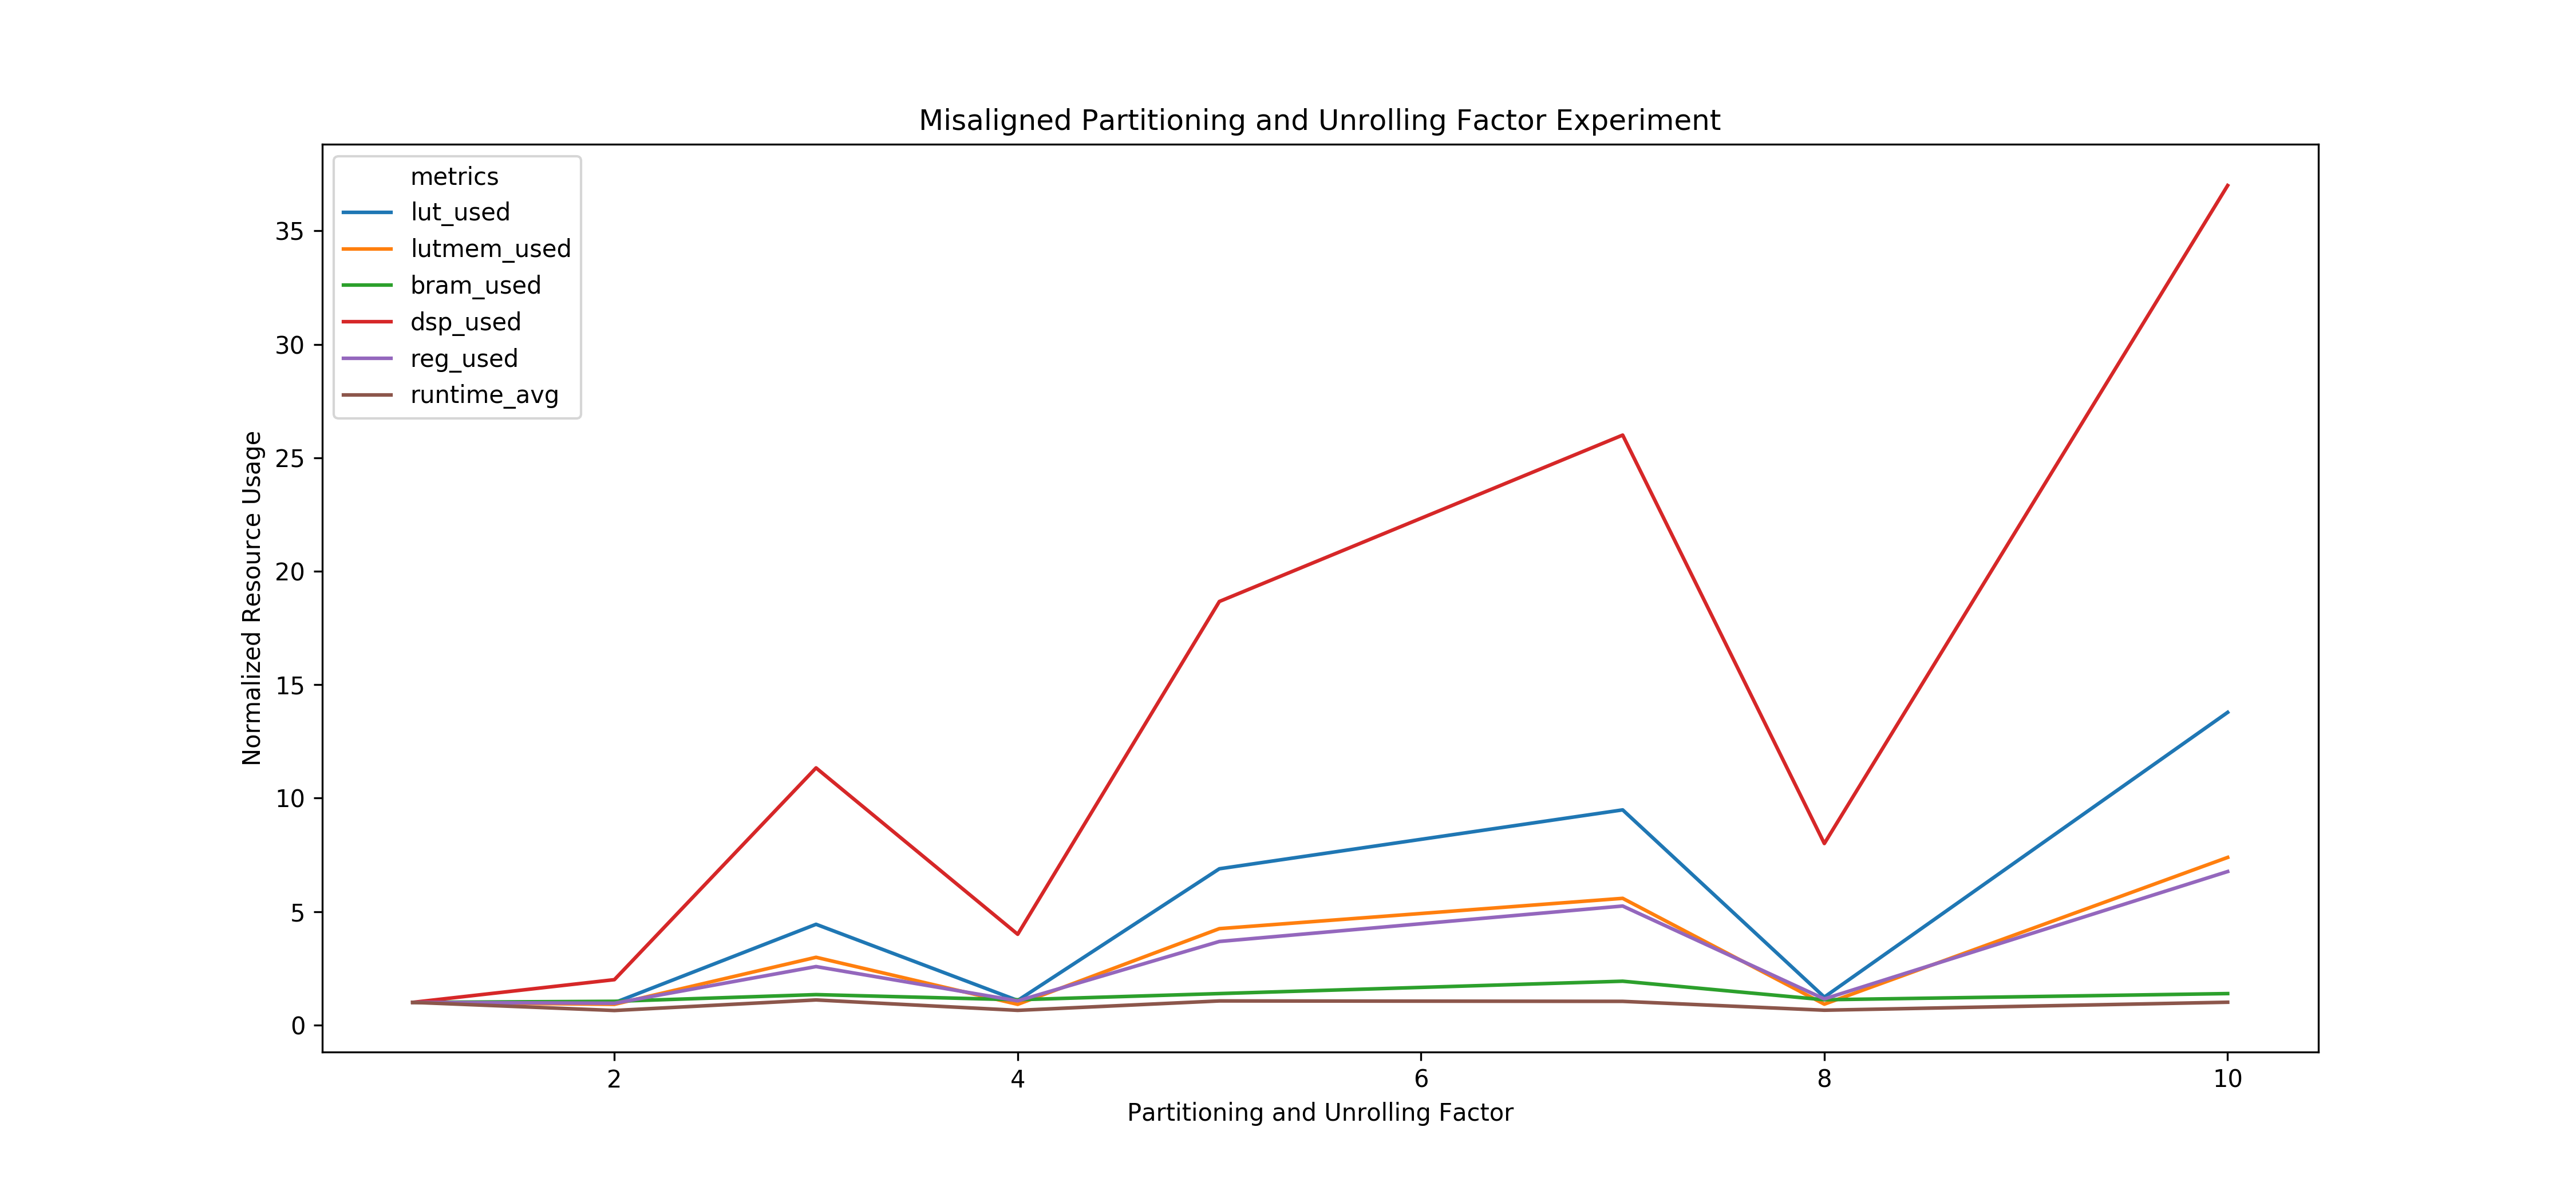 Misaligned Partitioning and Unrolling Factor Experiment
metrics
lut_used
lutmem_used
bram_used
dsp_used
reg_used
runtime_avg
Normalized Resource Usage
35
30
25
20
15
10
5
0
2
4
6
8
10
Partitioning and Unrolling Factor